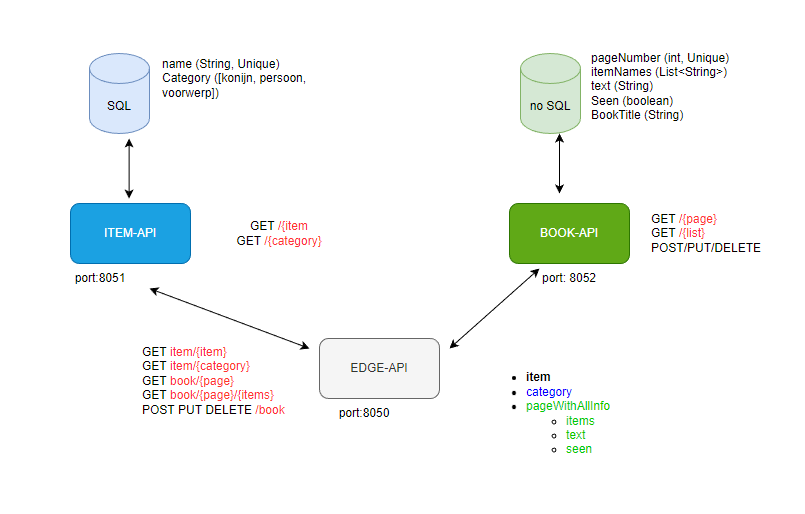 name (String, Unique)
Category ([konijn, persoon,
voorwerp])
SQL
pageNumber (int, Unique)
itemNames (List<String>)
text (String)
Seen (boolean)
BookTitle (String)
no SQL
ITEM-API
port:8051
GET /{item
GET /{category}
BOOK-API
port: 8052
GET /{page}
GET /{list}
POST/PUT/DELETE
GET item/{item}
GET item/{category}
GET book/{page}
GET book/{page}/{items}
POST PUT DELETE /book
EDGE-API
port:8050
item
category
pageWithAllInfo
items
text
seen